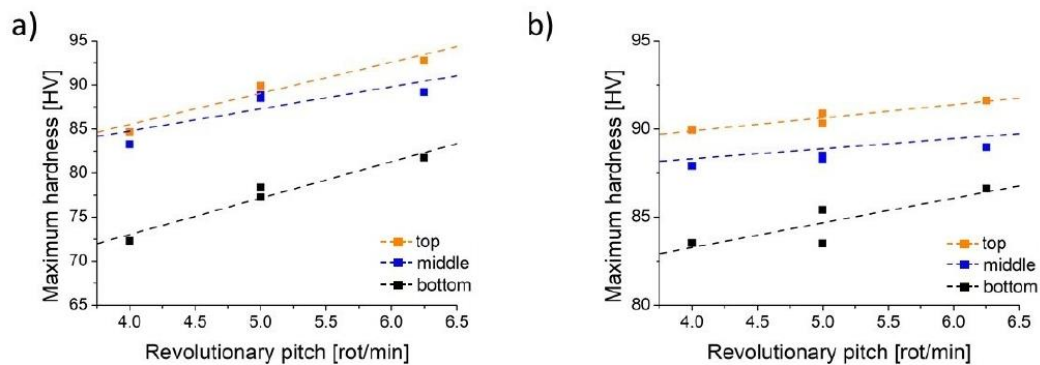 a)
Maximum hardness [HV]
95
90
85
80
75
70
65
4.0 4.5 5.0 5.5 6.0 6.5
Revolutionary pitch [rot/min]
top
middle
bottom
b)
Maximum hardness [HV]
95
90
85
80
4.0 4.5 5.0 5.5 6.0 6.5
Revolutionary pitch [rot/min]
top
middle
bottom